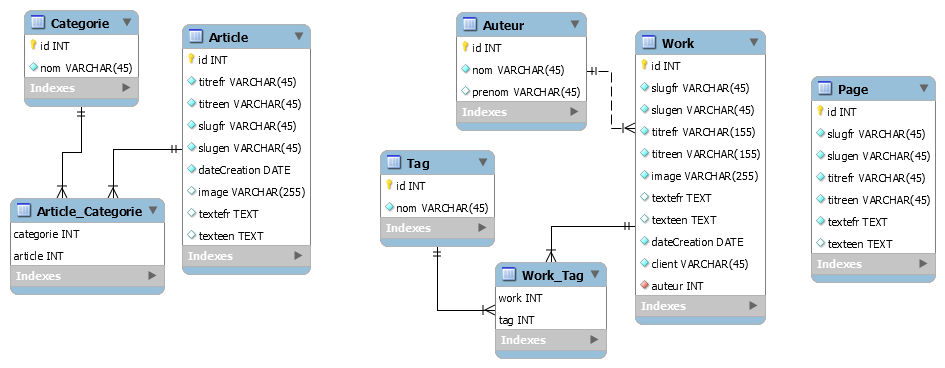 Categorie
id INT
nom VARCHAR(45)
Indexes
Article
id INT
titrefr VARCHAR(45)
titreen VARCHAR(45)
slugfr VARCHAR(45)
slugen VARCHAR(45)
dateCreation DATE
image VARCHAR(255)
textefr TEXT
texteen TEXT
Indexes
Article_Categorie
categorie INT
article INT
Indexes
Auteur
id INT
nom VARCHAR(45)
prenom VARCHAR(45)
Indexes
Tag
id INT
nom VARCHAR(45)
Indexes
Work_Tag
work INT
tag INT
Indexes
Work
id INT
slugfr VARCHAR(45)
slugen VARCHAR(45)
titrefr VARCHAR(155)
titreen VARCHAR(155)
image VARCHAR(255)
textefr TEXT
texteen TEXT
dateCreation DATE
client VARCHAR(45)
auteur INT
Indexes
Page
id INT
slugfr VARCHAR(45)
slugen VARCHAR(45)
titrefr VARCHAR(45)
titreen VARCHAR(45)
textefr TEXT
texteen TEXT
Indexes